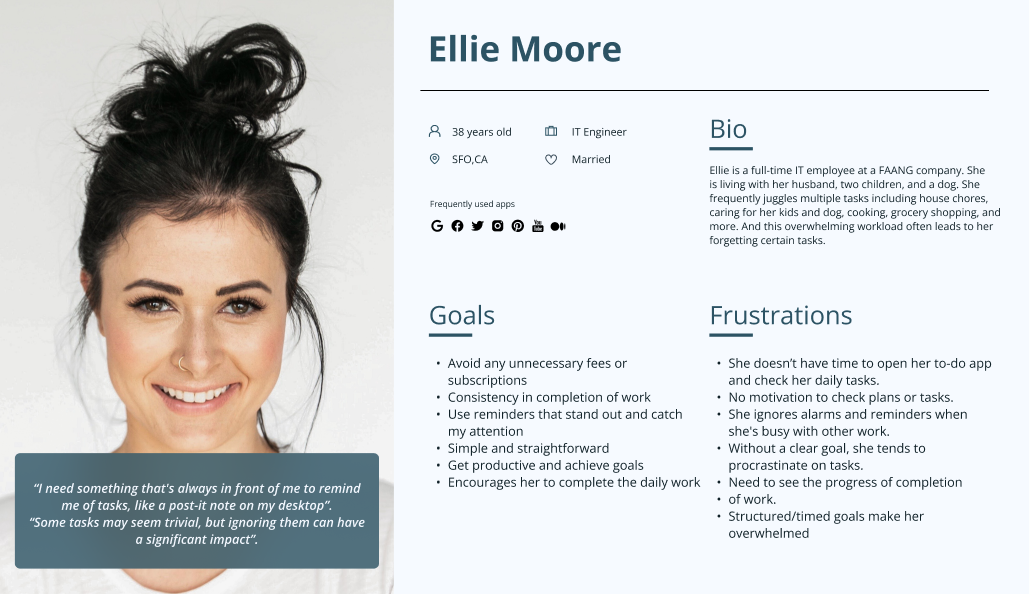 Ellie Moore
38 years old
IT Engineer
SFO,CA
Married
Frequently used apps
You
Tube
Bio
Ellie is a full-time IT employee at a FAANG company. She
is living with her husband, two children, and a dog. She
frequently juggles multiple tasks including house chores,
caring for her kids and dog, cooking, grocery shopping, and
more. And this overwhelming workload often leads to her
forgetting certain tasks.
Goals
• Avoid any unnecessary fees or
subscriptions
• Consistency in completion of work
• Use reminders that stand out and catch
my attention
• Simple and straightforward
• Get productive and achieve goals
• Encourages her to complete the daily work
Frustrations
• She doesn’t have time to open her to-do app
and check her daily tasks.
• No motivation to check plans or tasks.
• She ignores alarms and reminders when
she's busy with other work.
• Without a clear goal, she tends to
procrastinate on tasks.
• Need to see the progress of completion
• of work.
• Structured/timed goals make her
overwhelmed
“I need something that's always in front of me to remind
me of tasks, like a post-it note on my desktop”.
“Some tasks may seem trivial, but ignoring them can have
a significant impact”.